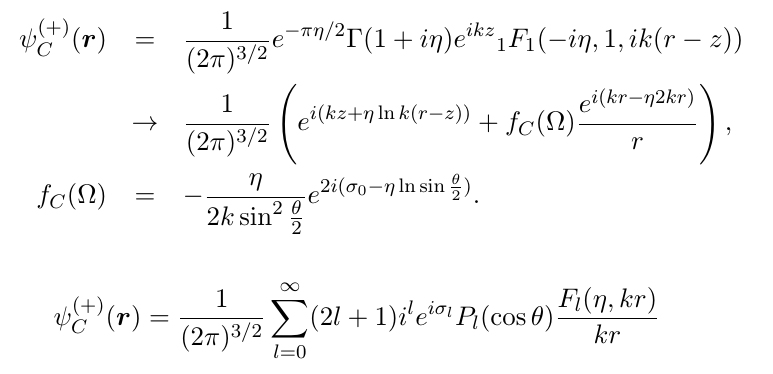 ψ_C^{(+)}(r) = \frac{1}{(2π)^{3/2}} e^{-πη/2} Γ(1 + iη) e^{ikz} {}_1F_1(-iη, 1, ik(r - z))
→ \frac{1}{(2π)^{3/2}} \left( e^{i(kz+η \ln k(r-z))} + f_C(Ω) \frac{e^{i(kr-η2kr)}}{r} \right),
f_C(Ω) = -\frac{η}{2k \sin^2 \frac{θ}{2}} e^{2i(σ_0-η \ln \sin \frac{θ}{2})}.
ψ_C^{(+)}(r) = \frac{1}{(2π)^{3/2}} \sum_{l=0}^{∞} (2l + 1) i^l e^{iσ_l} P_l(\cos θ) \frac{F_l(η, kr)}{kr}